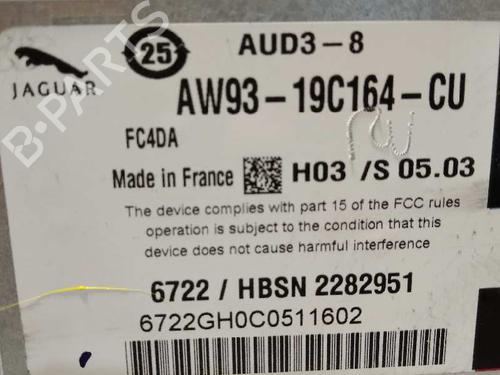 25
AUD3-8
JAGUAR
AW93-19C164-CU
FC4DA
Made in France
H03 /S 05.03
The device complies with part 15 of the FCC rules
operation is subject to the condition that this
device does not cause harmful interference
6722 / HBSN 2282951
6722GH0C0511602
B-PARTS